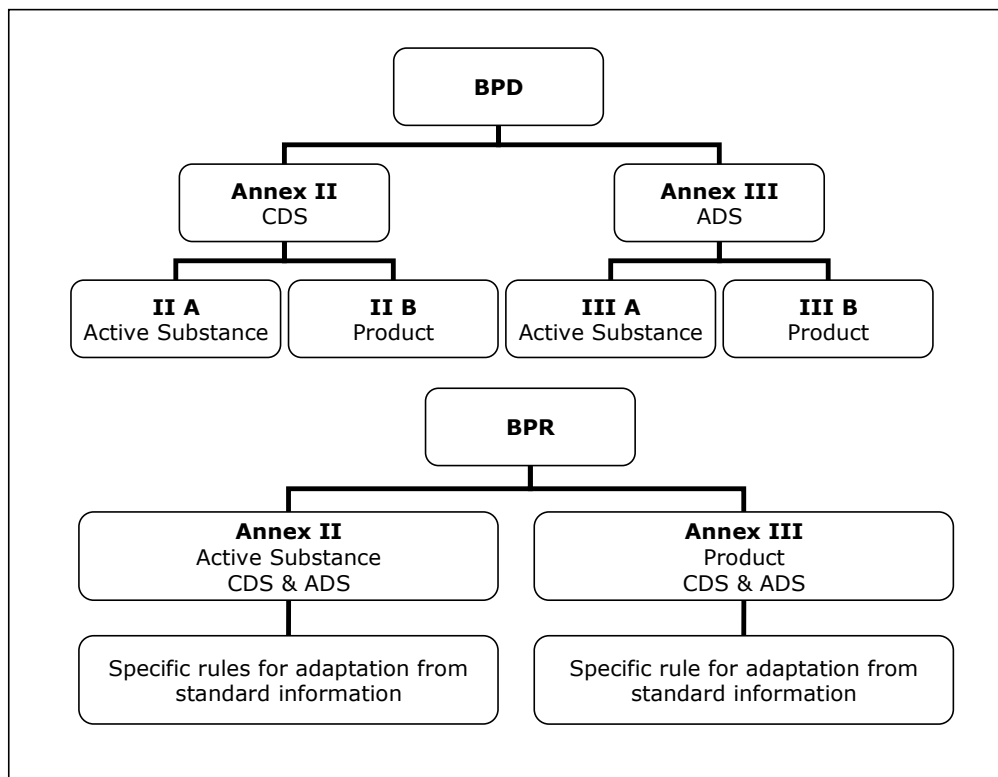 BPD
Annex II
CDS
Annex III
ADS
II A
Active Substance
II B
Product
III A
Active Substance
III B
Product
BPR
Annex II
Active Substance
CDS & ADS
Annex III
Product
CDS & ADS
Specific rules for adaptation from
standard information
Specific rule for adaptation from
standard information